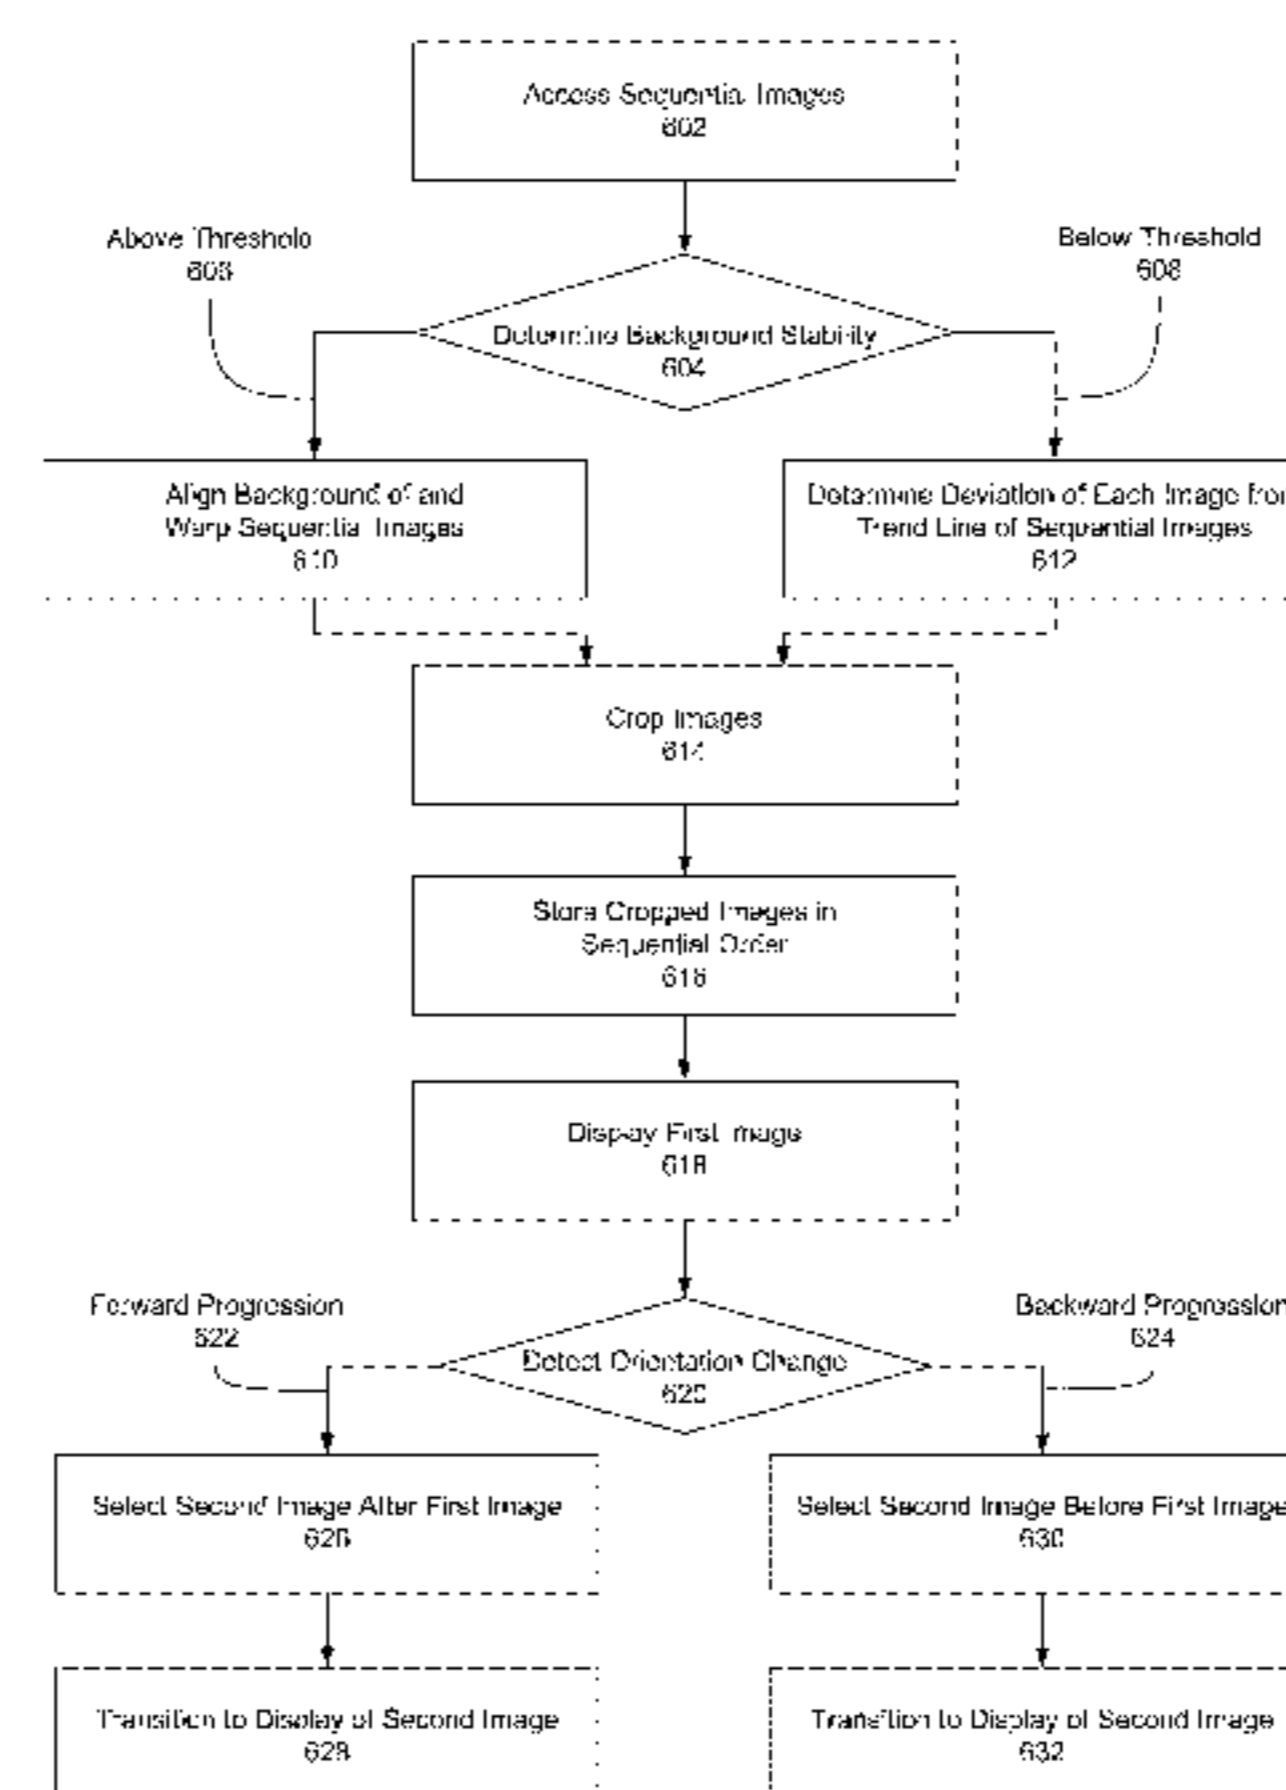 Access Sequential Images
602
Above Threshold
606
Below Threshold
608
Determine Background Stability
604
Align Background of and
Warp Sequential Images
610
Determine Deviation of Each Image from
Trend Line of Sequential Images
612
Crop Images
614
Store Cropped Images in
Sequential Order
616
Display First Image
618
Forward Progression
622
Backward Progression
624
Detect Orientation Change
620
Select Second Image After First Image
626
Select Second Image Before First Image
630
Transition to Display of Second Image
628
Transition to Display of Second Image
632